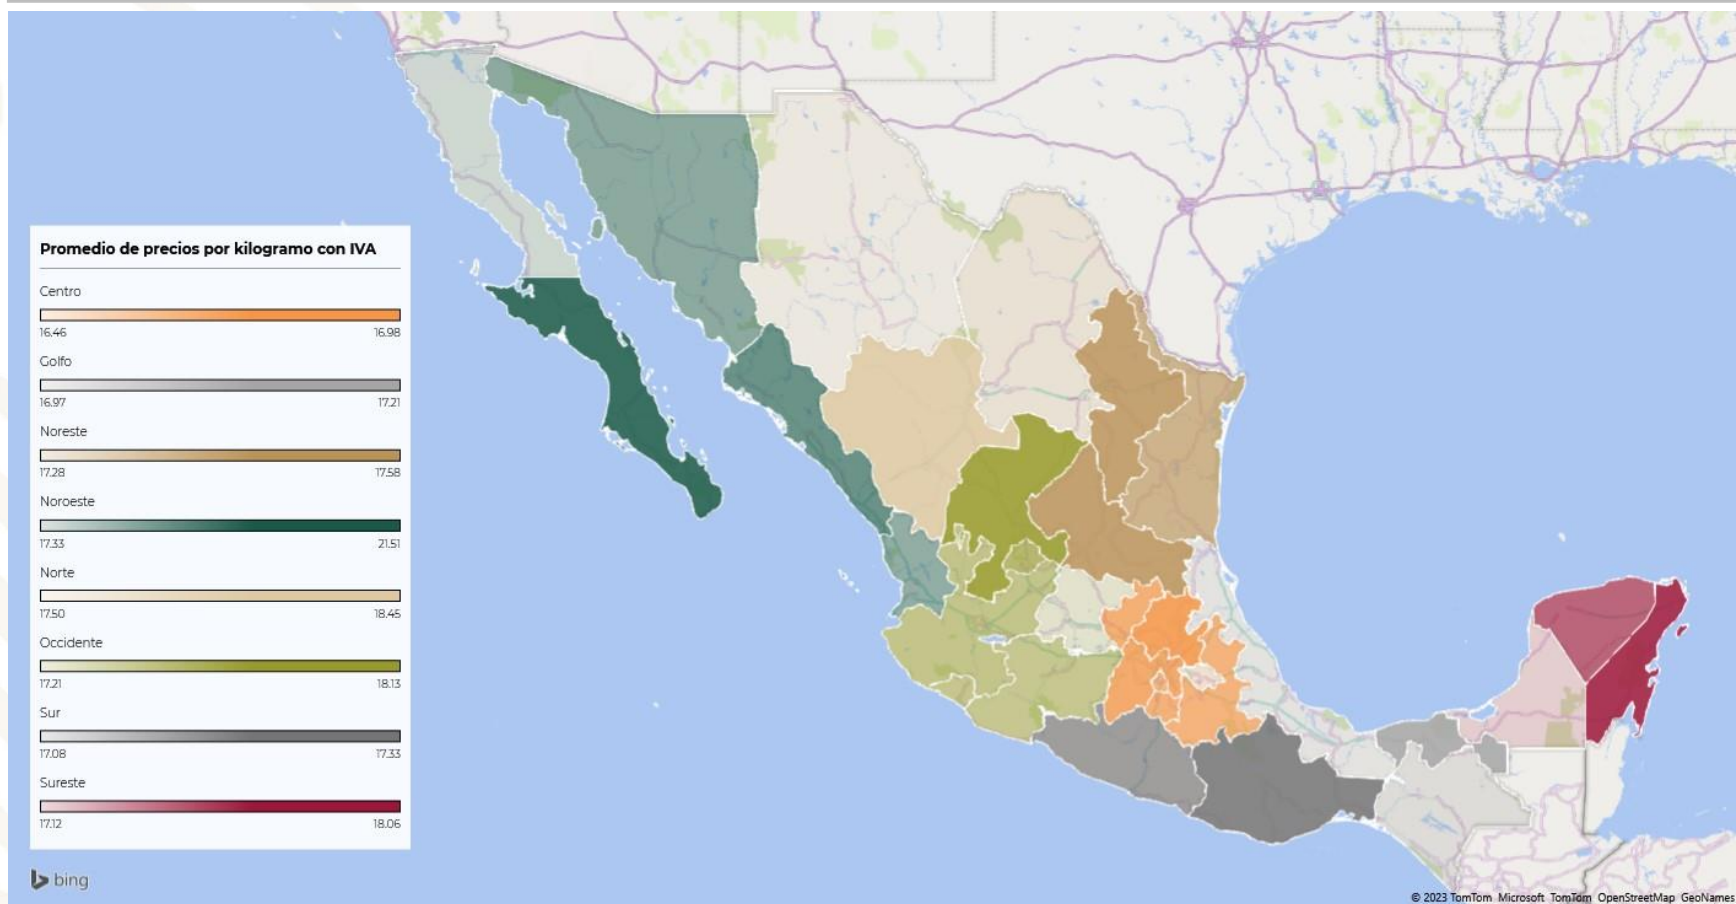 Promedio de precios por kilogramo con IVA
Centro
16.46 16.98
Golfo
16.97 17.21
Noreste
17.28 17.58
Noroeste
17.33 21.51
Norte
17.50 18.45
Occidente
17.21 18.13
Sur
17.08 17.33
Sureste
17.12 18.06
bing
© 2023 TomTom Microsoft TomTom OpenStreetMap GeoNames